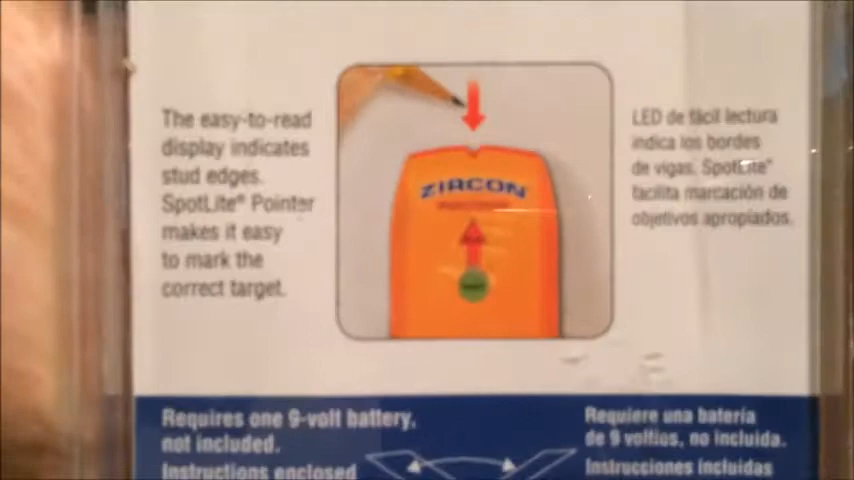 The easy-to-read
display indicates
stud edges.
SpotLite® Pointer
makes it easy
to mark the
correct target.
ZIRCON
LED de fácil lectura
indica los bordes
de vigas. SpotLite®
facilita marcación de
objetivos apropiados.
Requires one 9-volt battery,
not included.
Instructions enclosed
Requiere una batería
de 9 voltios, no incluida.
Instrucciones incluidas